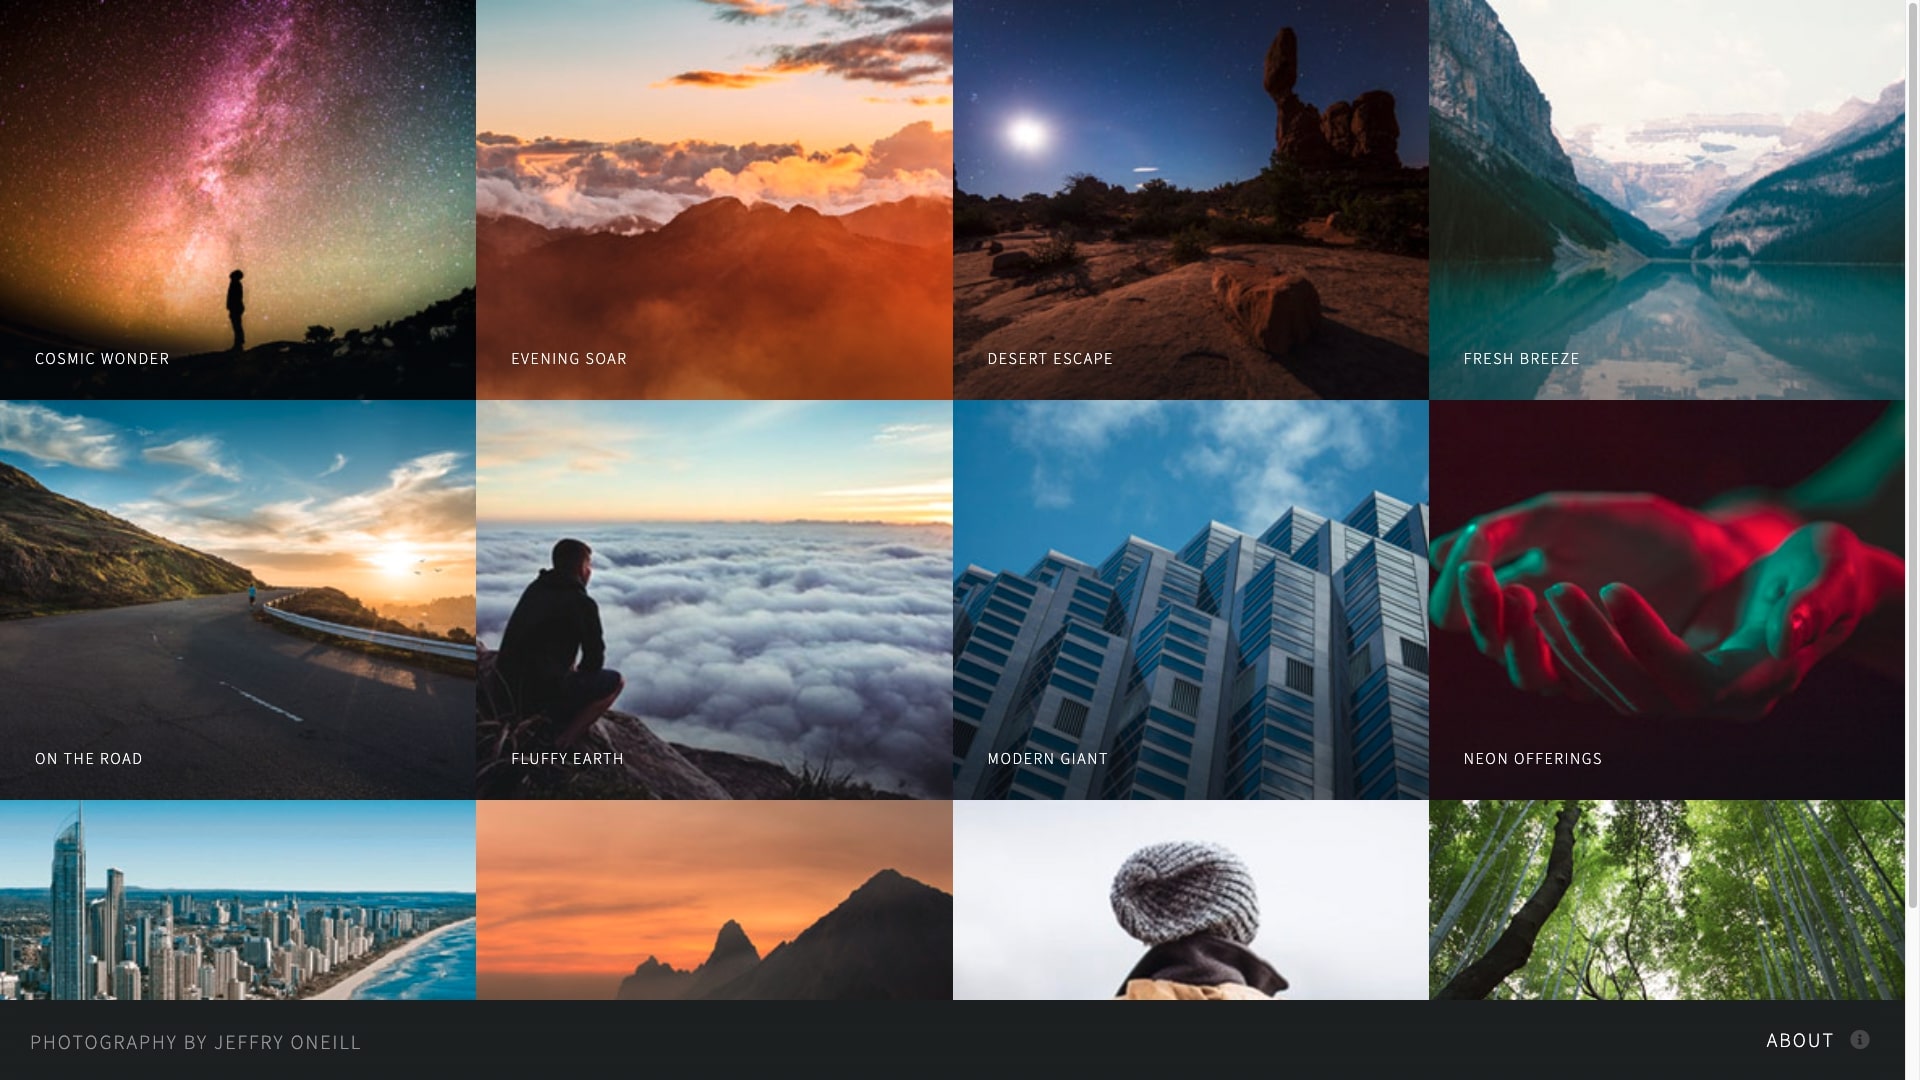 COSMIC WONDER
EVENING SOAR
DESERT ESCAPE
FRESH BREEZE
ON THE ROAD
FLUFFY EARTH
MODERN GIANT
NEON OFFERINGS
PHOTOGRAPHY BY JEFFRY ONEILL
ABOUT